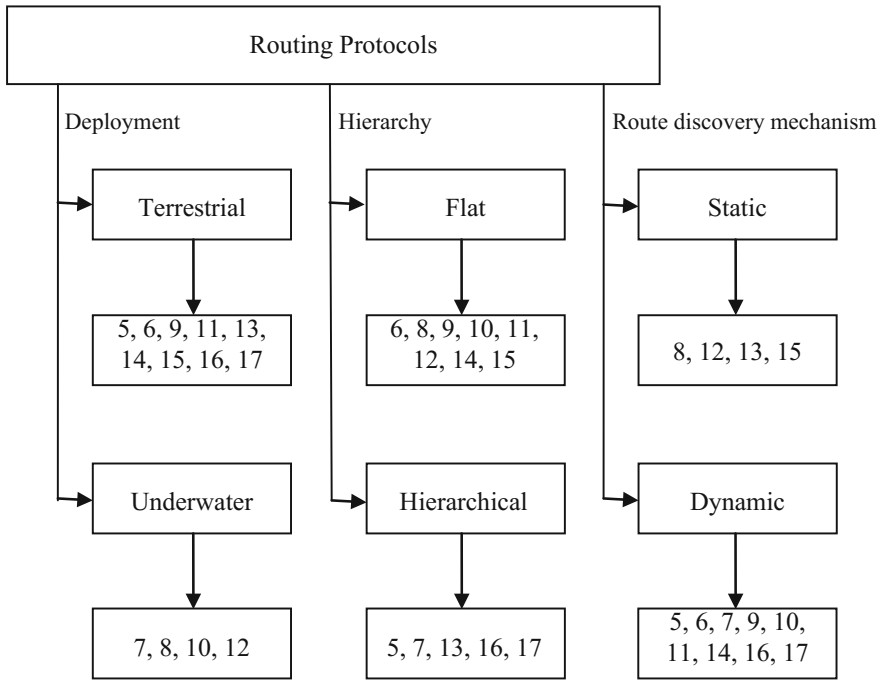 Routing Protocols
Deployment
Hierarchy
Route discovery mechanism
Terrestrial
Flat
Static
5, 6, 9, 11, 13,
14, 15, 16, 17
6, 8, 9, 10, 11,
12, 14, 15
8, 12, 13, 15
Underwater
Hierarchical
Dynamic
7, 8, 10, 12
5, 7, 13, 16, 17
5, 6, 7, 9, 10,
11, 14, 16, 17